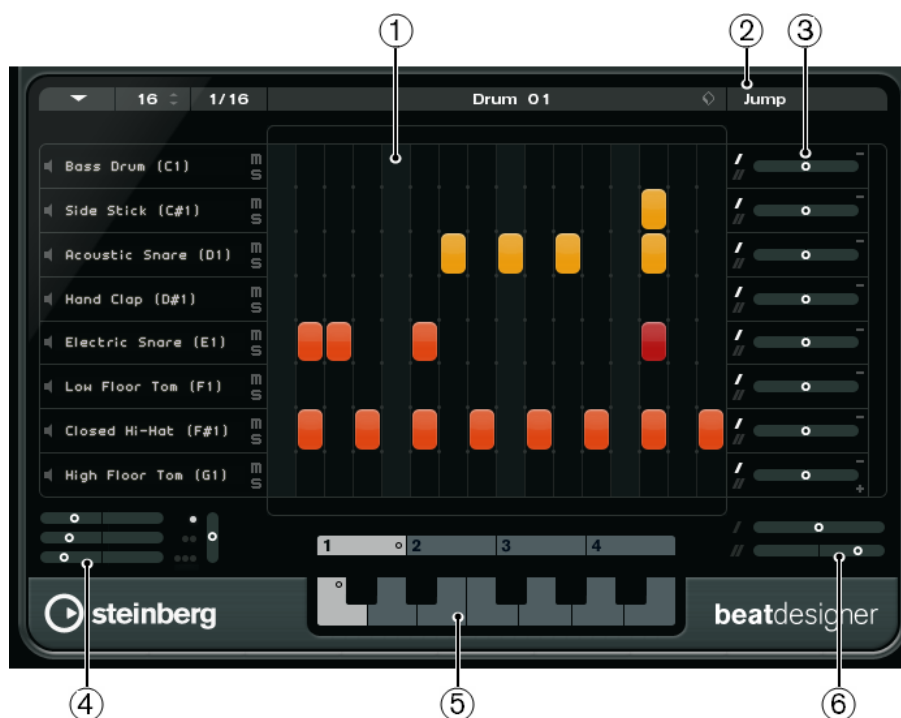 ① ② ③
16 1/16 Drum 01 Jump
Bass Drum (C1) m S
Side Stick (C#1) m S
Acoustic Snare (D1) m S
Hand Clap (D#1) m S
Electric Snare (E1) m S
Low Floor Tom (F1) m S
Closed Hi-Hat (F#1) m S
High Floor Tom (G1) m S
1 2 3 4
steinberg beatdesigner
④ ⑤ ⑥